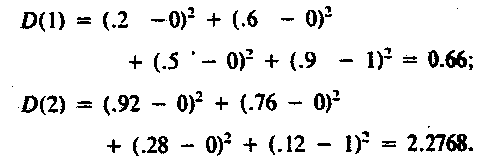 D(1) = (.2 - 0)² + (.6 - 0)²
+ (.5 - 0)² + (.9 - 1)² = 0.66;
D(2) = (.92 - 0)² + (.76 - 0)²
+ (.28 - 0)² + (.12 - 1)² = 2.2768.